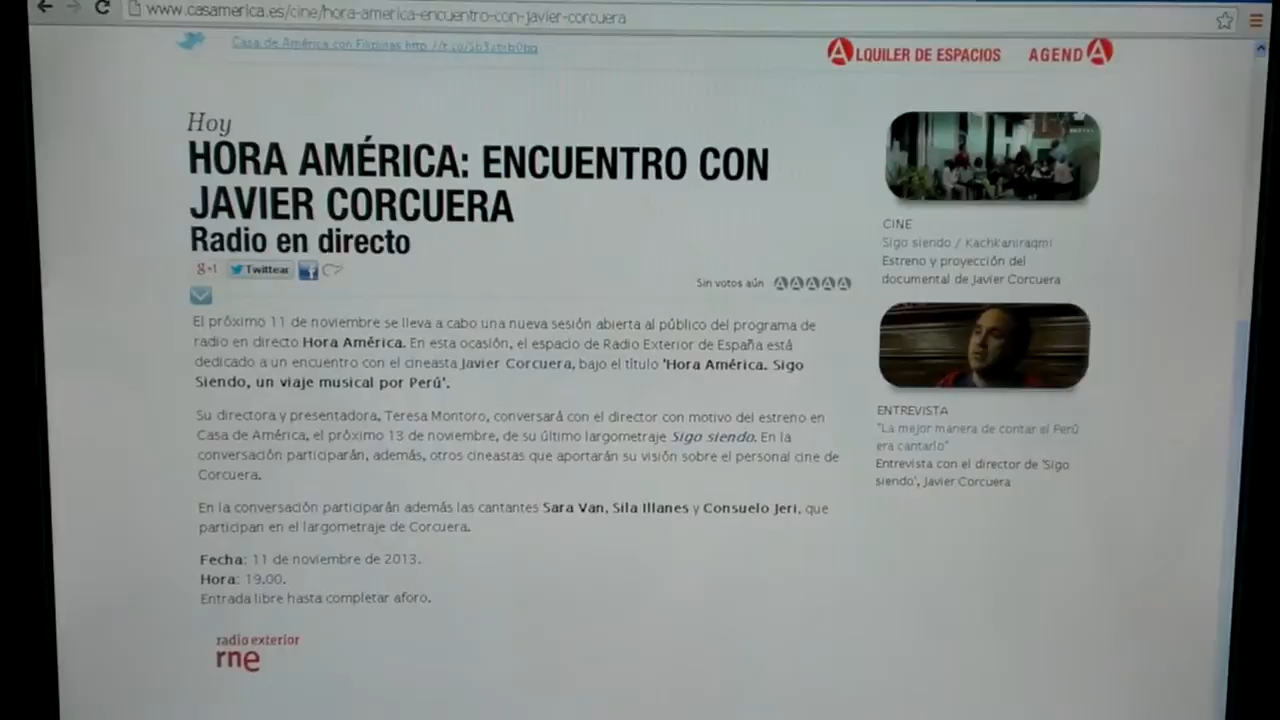 www.casamerica.es/cine/hora-america-encuentro-con-javier-corcuera
Casa de América con Filipinas http://t.co/
ALQUILER DE ESPACIOS
AGENDA
Hoy
HORA AMÉRICA: ENCUENTRO CON
JAVIER CORCUERA
Radio en directo
g+1
Twittear
f
Sin votos aún
AAAAA
El próximo 11 de noviembre se lleva a cabo una nueva sesión abierta al público del programa de
radio en directo Hora América. En esta ocasión, el espacio de Radio Exterior de España está
dedicado a un encuentro con el cineasta Javier Corcuera, bajo el título 'Hora América. Sigo
Siendo, un viaje musical por Perú'.
Su directora y presentadora, Teresa Montoro, conversará con el director con motivo del estreno en
Casa de América, el próximo 13 de noviembre, de su último largometraje Sigo siendo. En la
conversación participarán, además, otros cineastas que aportarán su visión sobre el personal cine de
Corcuera.
En la conversación participarán además las cantantes Sara Van, Sila Illanes y Consuelo Jeri, que
participan en el largometraje de Corcuera.
Fecha: 11 de noviembre de 2013.
Hora: 19.00.
Entrada libre hasta completar aforo.
radio exterior
rne
CINE
Sigo siendo / Kachkaniraqmi
Estreno y proyección del
documental de Javier Corcuera
ENTREVISTA
"La mejor manera de contar el Perú
era cantarlo"
Entrevista con el director de 'Sigo
siendo', Javier Corcuera